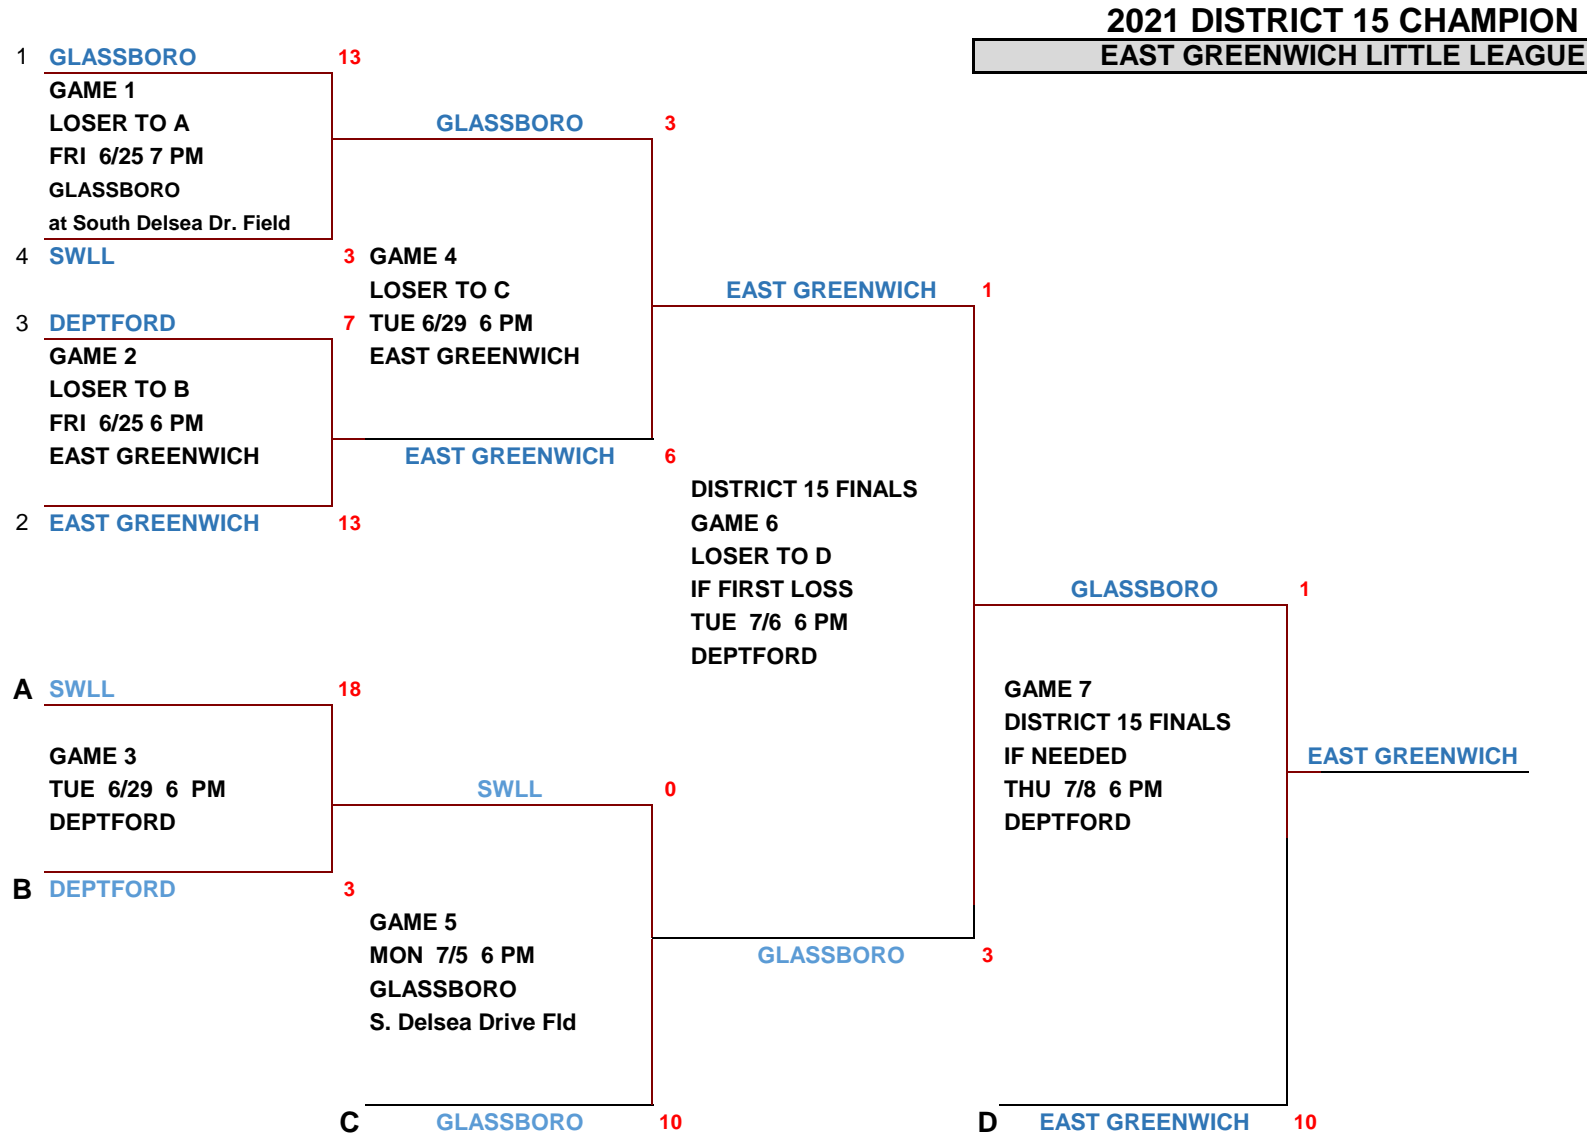 2021 DISTRICT 15 CHAMPION
EAST GREENWICH LITTLE LEAGUE
1 GLASSBORO 13
GAME 1
LOSER TO A
FRI 6/25 7 PM
GLASSBORO
at South Delsea Dr. Field
4 SWLL 3
GLASSBORO 3
GAME 4
LOSER TO C
TUE 6/29 6 PM
EAST GREENWICH
3 DEPTFORD 7
GAME 2
LOSER TO B
FRI 6/25 6 PM
EAST GREENWICH
2 EAST GREENWICH 13
EAST GREENWICH 6
EAST GREENWICH 1
DISTRICT 15 FINALS
GAME 6
LOSER TO D
IF FIRST LOSS
TUE 7/6 6 PM
DEPTFORD
GLASSBORO 1
A SWLL 18
GAME 3
TUE 6/29 6 PM
DEPTFORD
B DEPTFORD 3
SWLL 0
GAME 5
MON 7/5 6 PM
GLASSBORO
S. Delsea Drive Fld
C GLASSBORO 10
GLASSBORO 3
GAME 7
DISTRICT 15 FINALS
IF NEEDED
THU 7/8 6 PM
DEPTFORD
EAST GREENWICH
D EAST GREENWICH 10